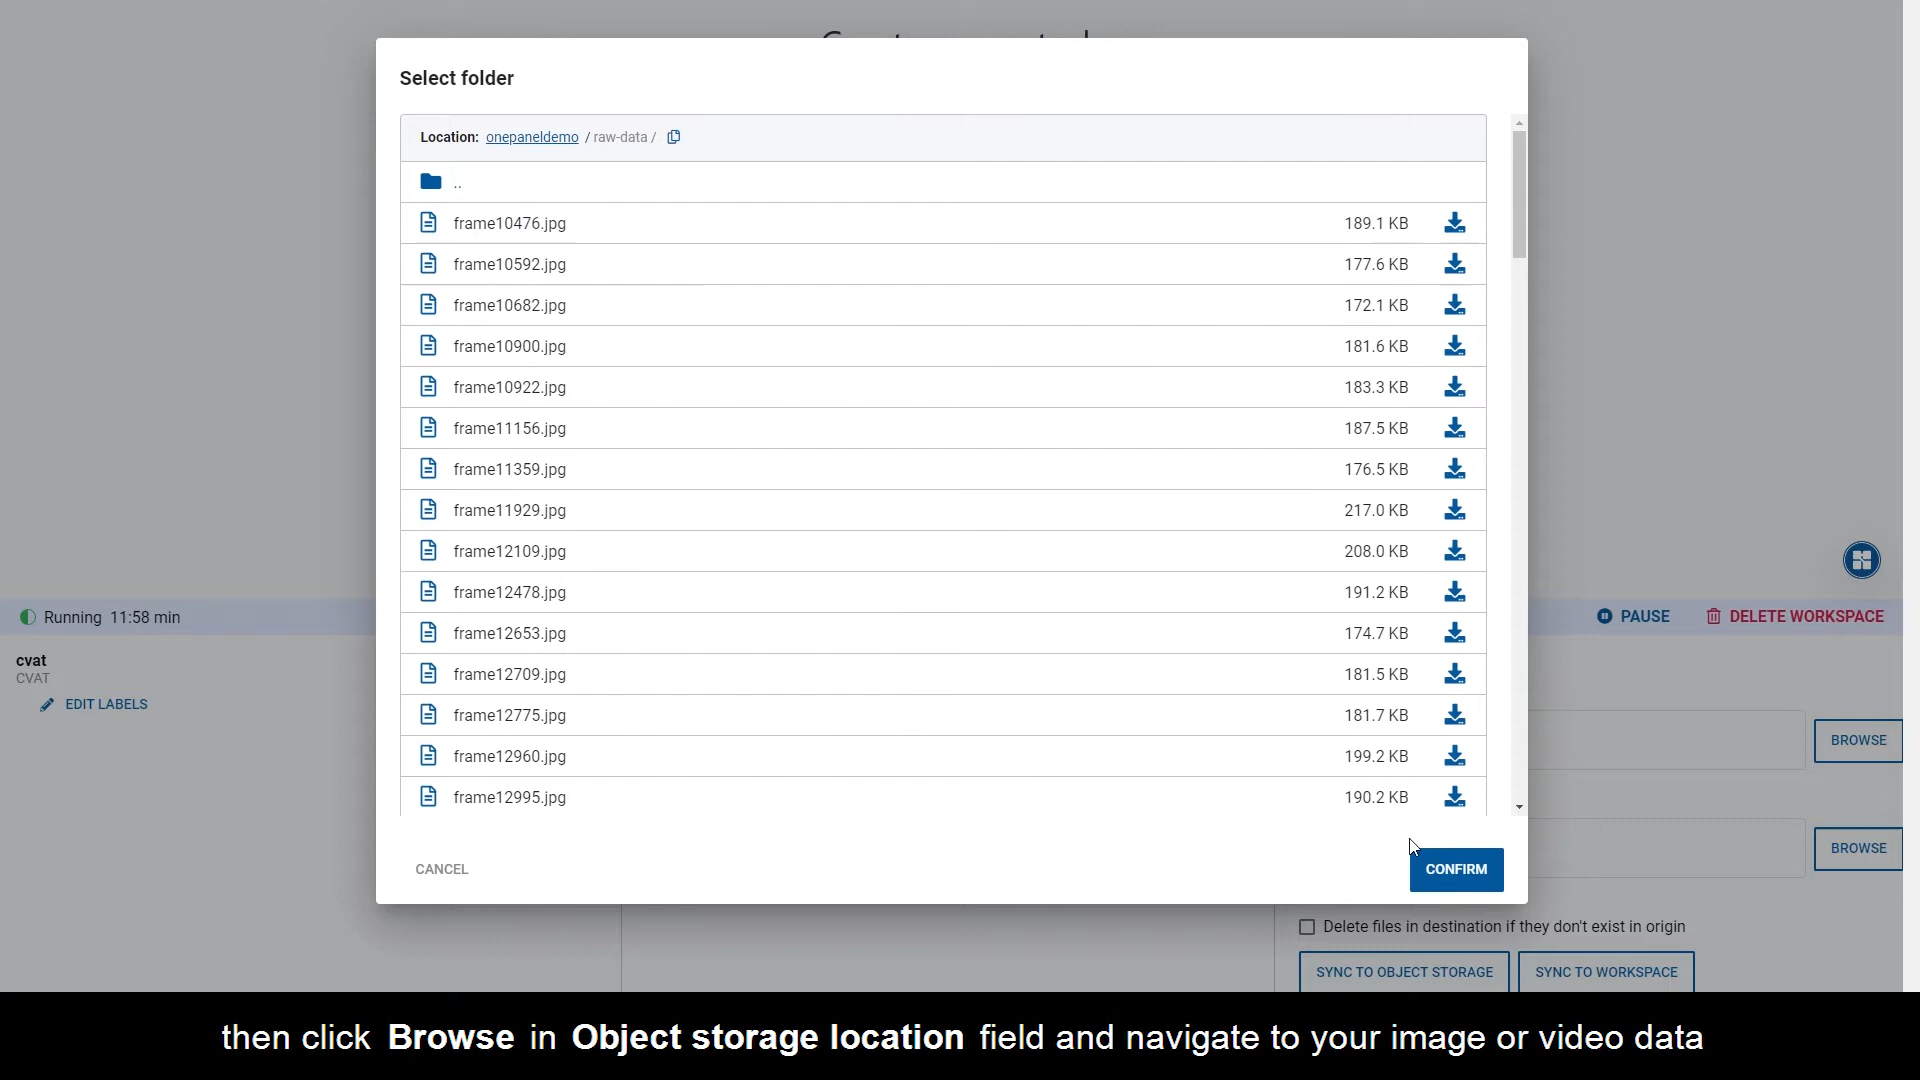 Select folder
Location: onepaneldemo / raw-data /
..
frame10476.jpg 189.1 KB
frame10592.jpg 177.6 KB
frame10682.jpg 172.1 KB
frame10900.jpg 181.6 KB
frame10922.jpg 183.3 KB
frame11156.jpg 187.5 KB
frame11359.jpg 176.5 KB
frame11929.jpg 217.0 KB
frame12109.jpg 208.0 KB
frame12478.jpg 191.2 KB
frame12653.jpg 174.7 KB
frame12709.jpg 181.5 KB
frame12775.jpg 181.7 KB
frame12960.jpg 199.2 KB
frame12995.jpg 190.2 KB
CANCEL
CONFIRM
Running 11:58 min
PAUSE
DELETE WORKSPACE
cvat
CVAT
EDIT LABELS
BROWSE
BROWSE
Delete files in destination if they don't exist in origin
SYNC TO OBJECT STORAGE
SYNC TO WORKSPACE
then click Browse in Object storage location field and navigate to your image or video data